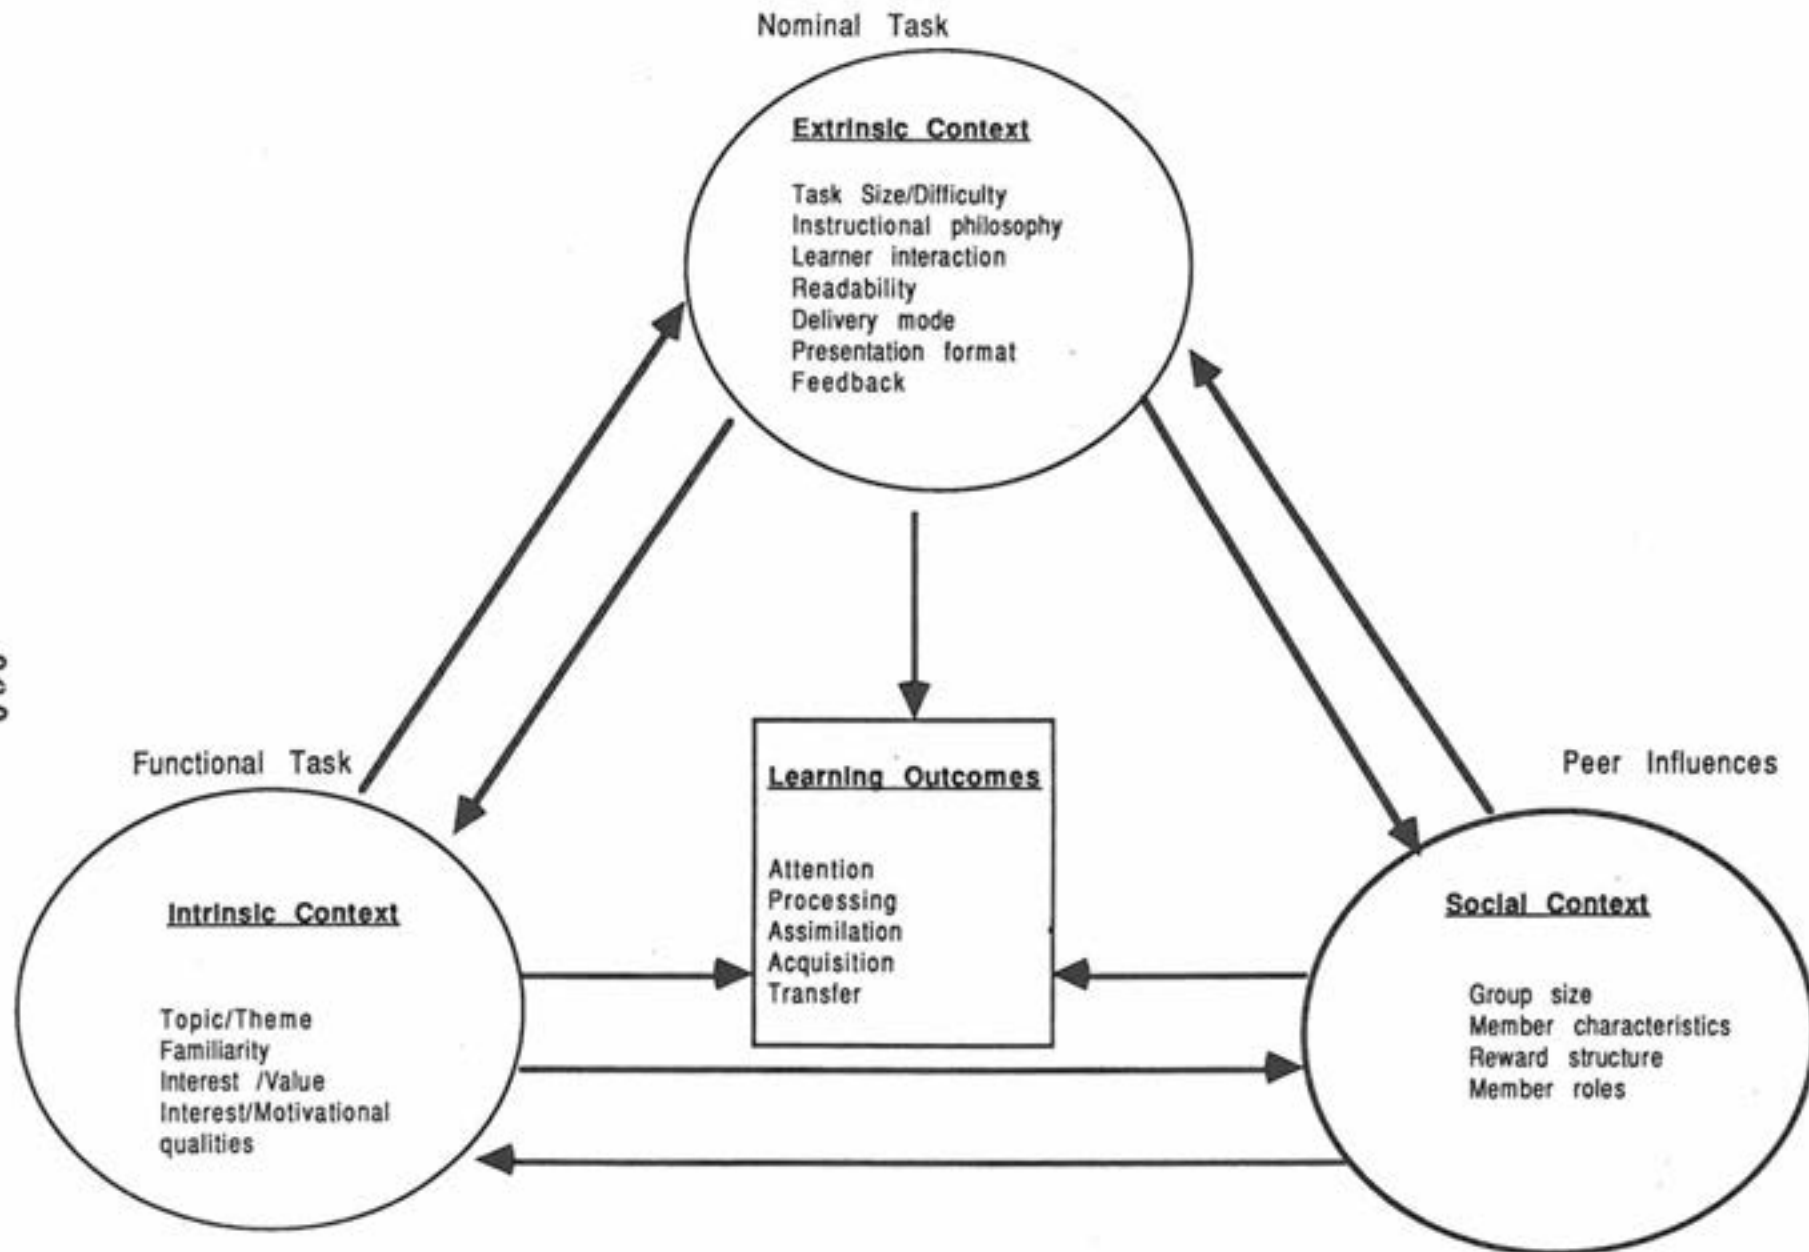 Nominal Task
Extrinsic Context
Task Size/Difficulty
Instructional philosophy
Learner interaction
Readability
Delivery mode
Presentation format
Feedback
Functional Task
Intrinsic Context
Topic/Theme
Familiarity
Interest /Value
Interest/Motivational
qualities
Learning Outcomes
Attention
Processing
Assimilation
Acquisition
Transfer
Peer Influences
Social Context
Group size
Member characteristics
Reward structure
Member roles